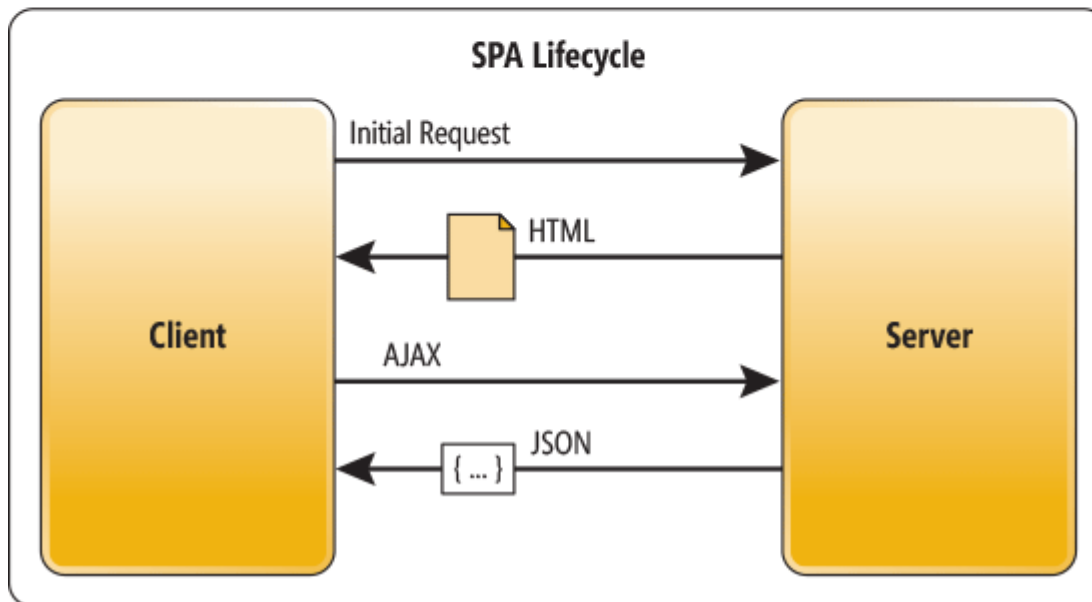 SPA Lifecycle
Initial Request
HTML
Client
Server
AJAX
JSON
{ ... }